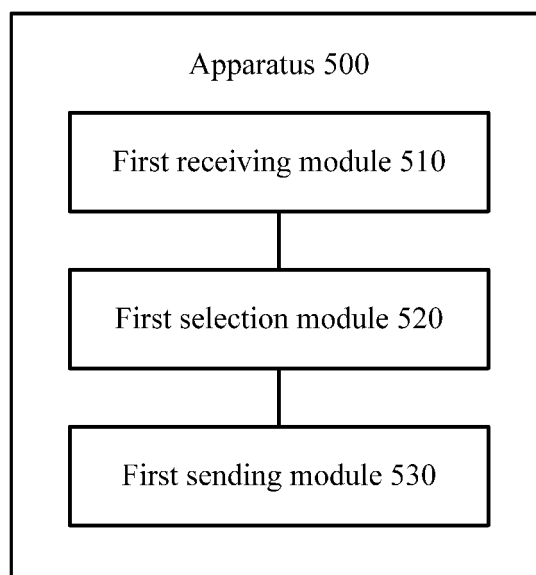 Apparatus 500
First receiving module 510
First selection module 520
First sending module 530